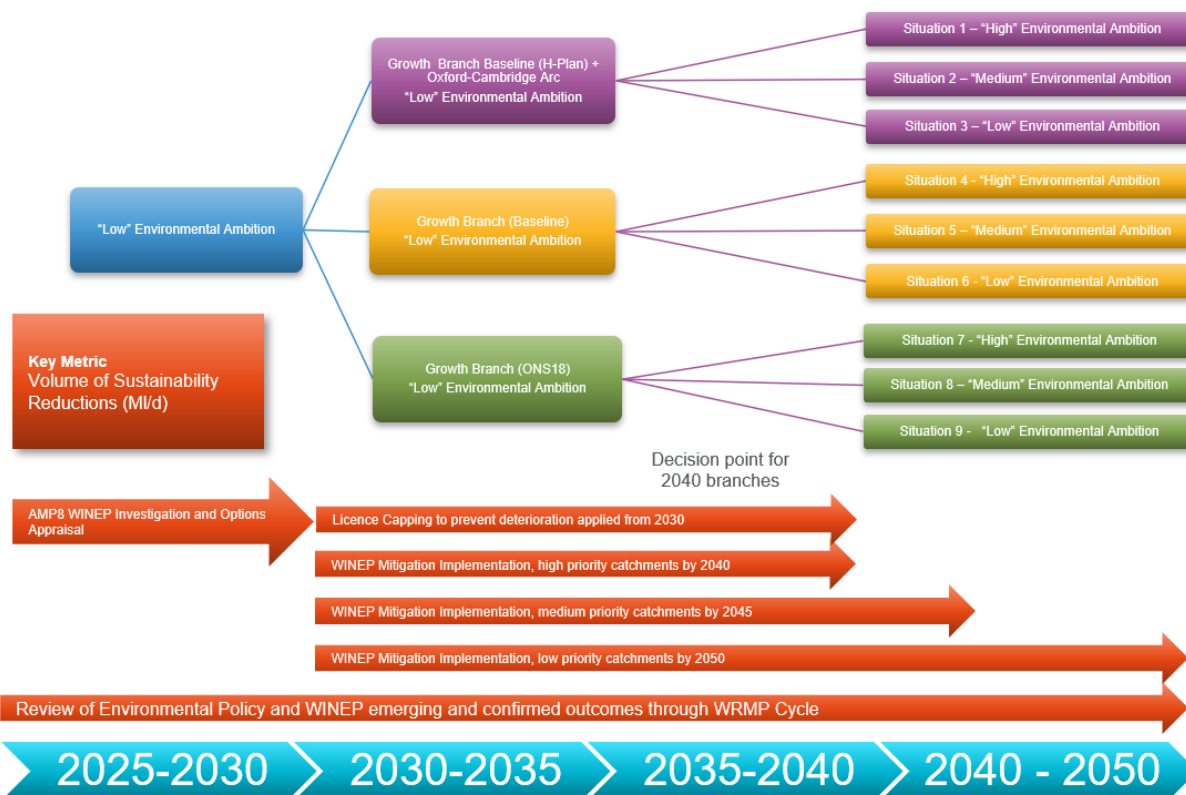 Growth Branch Baseline (H-Plan) +
Oxford-Cambridge Arc
“Low” Environmental Ambition
Situation 1 – “High” Environmental Ambition
Situation 2 – “Medium” Environmental Ambition
Situation 3 – “Low” Environmental Ambition
“Low” Environmental Ambition
Growth Branch (Baseline)
“Low” Environmental Ambition
Situation 4 - “High” Environmental Ambition
Situation 5 – “Medium” Environmental Ambition
Situation 6 - “Low” Environmental Ambition
Growth Branch (ONS18)
“Low” Environmental Ambition
Situation 7 - “High” Environmental Ambition
Situation 8 – “Medium” Environmental Ambition
Situation 9 - “Low” Environmental Ambition
Key Metric
Volume of Sustainability
Reductions (Ml/d)
Decision point for
2040 branches
AMP8 WINEP Investigation and Options
Appraisal
Licence Capping to prevent deterioration applied from 2030
WINEP Mitigation Implementation, high priority catchments by 2040
WINEP Mitigation Implementation, medium priority catchments by 2045
WINEP Mitigation Implementation, low priority catchments by 2050
Review of Environmental Policy and WINEP emerging and confirmed outcomes through WRMP Cycle
2025-2030
2030-2035
2035-2040
2040 - 2050